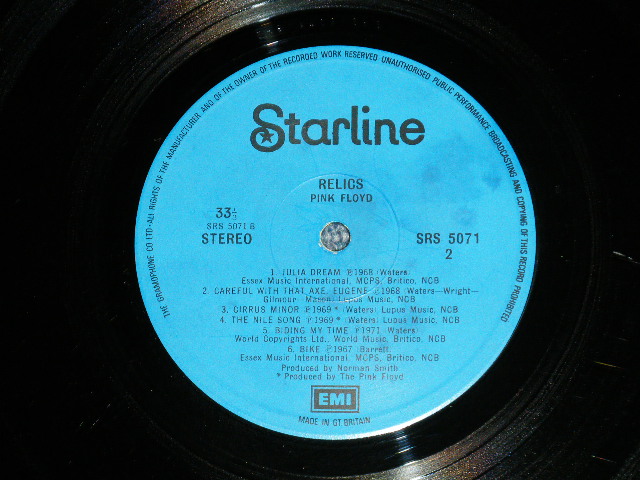 THE GRAMOPHONE CO LTD·ALL RIGHTS OF THE MANUFACTURER AND OF THE OWNER OF THE RECORDED WORK RESERVED UNAUTHORISED PUBLIC PERFORMANCE BROADCASTING AND COPYING OF THIS RECORD PROHIBITED
Starline
RELICS
PINK FLOYD
33⅓
SRS 5071 B
STEREO
SRS 5071
2
1. JULIA DREAM ℗1968 (Waters)
Essex Music International, MCPS, Britico, NCB
2. CAREFUL WITH THAT AXE, EUGENE ℗1968 (Waters—Wright—
Gilmour, Mason) Lupus Music, NCB
3. CIRRUS MINOR ℗1969 * (Waters) Lupus Music, NCB
4. THE NILE SONG ℗1969 * (Waters) Lupus Music, NCB
5. BIDING MY TIME ℗1971 (Waters)
World Copyrights Ltd., World Music, Britico, NCB
6. BIKE ℗1967 (Barrett)
Essex Music International, MCPS, Britico, NCB
Produced by Norman Smith
* Produced by The Pink Floyd
EMI
MADE IN GT BRITAIN